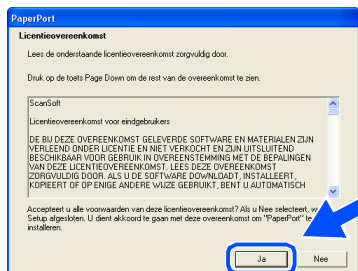 PaperPort
Licentieovereenkomst
Lees de onderstaande licentieovereenkomst zorgvuldig door.
Druk op de toets Page Down om de rest van de overeenkomst te zien.
ScanSoft
Licentieovereenkomst voor eindgebruikers
DE BIJ DEZE OVEREENKOMST GELEVERDE SOFTWARE EN MATERIALEN ZIJN
VERLEEND ONDER LICENTIE EN NIET VERKOCHT EN ZIJN UITSLUITEND
BESCHIKBAAR VOOR GEBRUIK IN OVEREENSTEMMING MET DE BEPALINGEN
VAN DEZE LICENTIEOVEREENKOMST. LEES DEZE OVEREENKOMST
ZORGVULDIG DOOR. ALS U DE SOFTWARE DOWNLOADT, INSTALLEERT,
KOPIEERT OF OP ENIGE ANDERE WIJZE GEBRUIKT, BENT U AUTOMATISCH
Accepteert u alle voorwaarden van deze licentieovereenkomst? Als u Nee selecteert, w
Setup afgesloten. U dient akkoord te gaan met deze overeenkomst om "PaperPort" te
installeren.
Ja
Nee